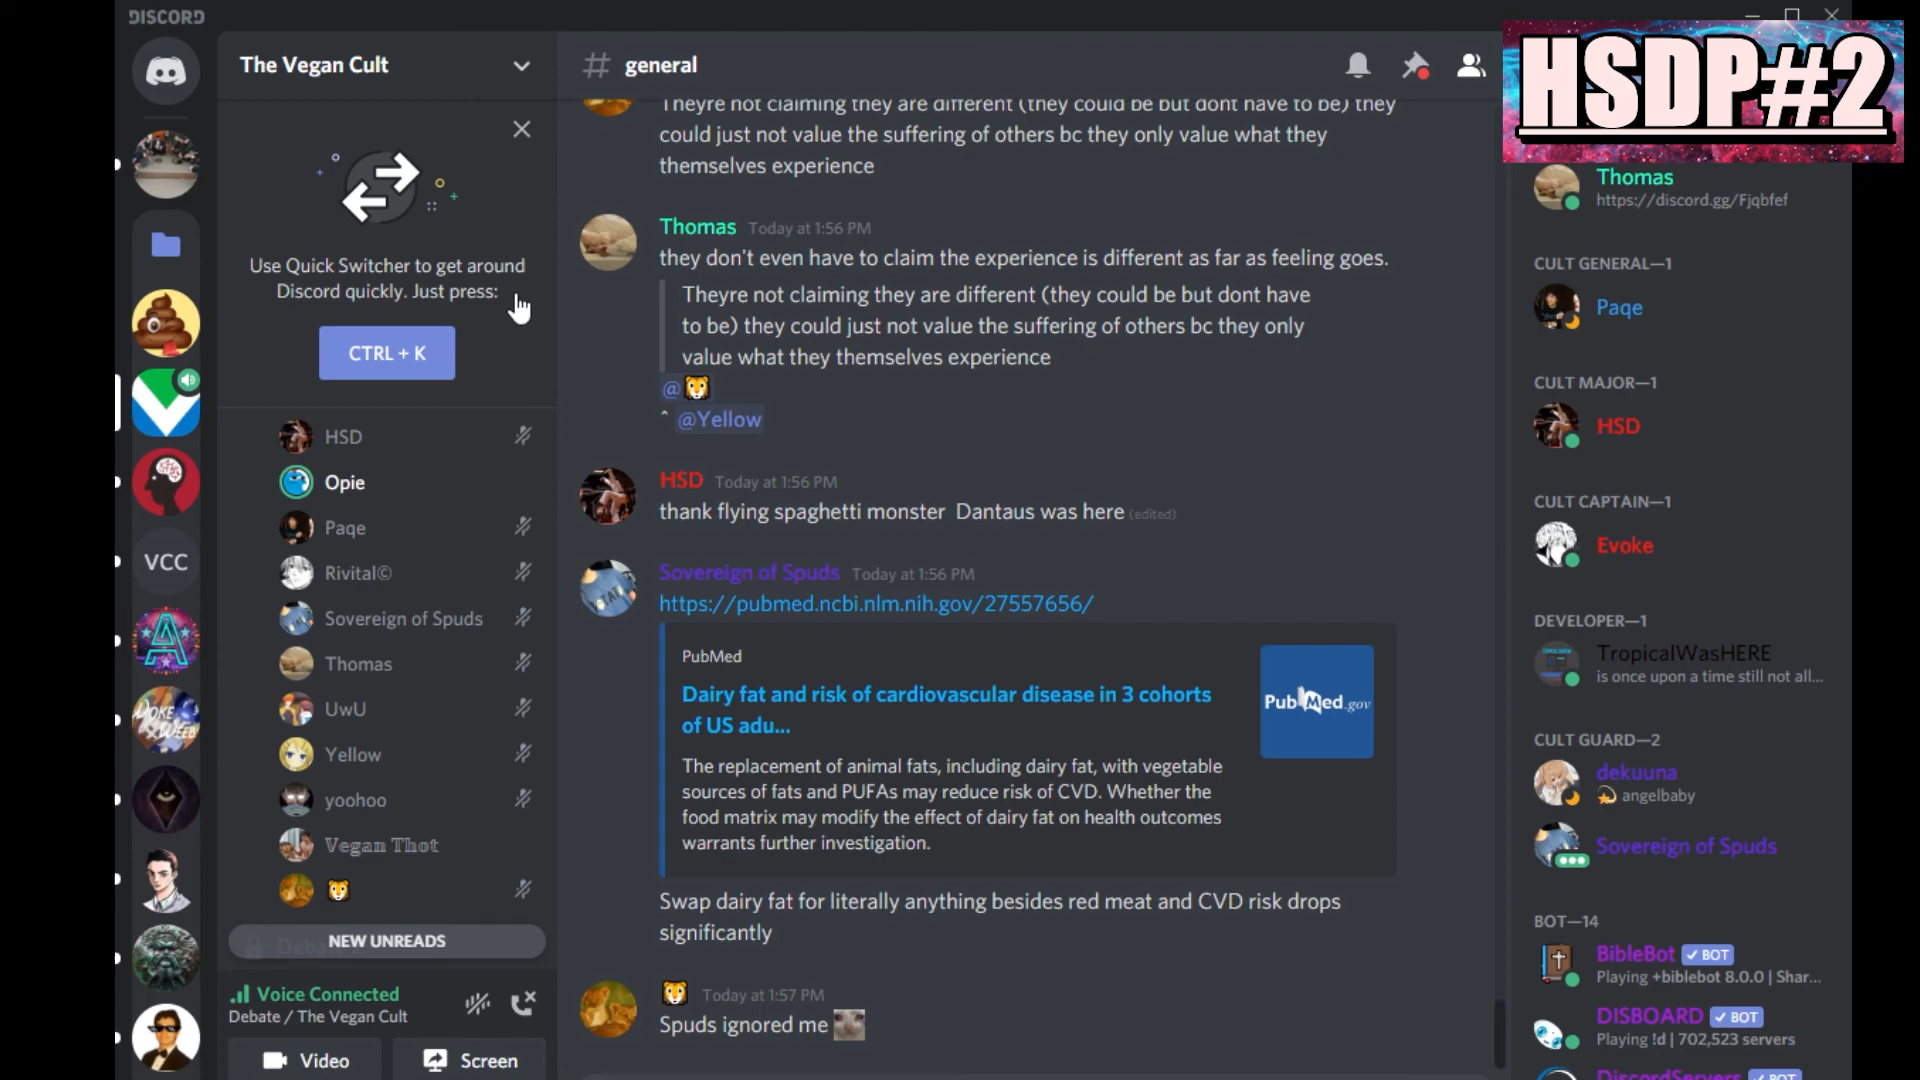 DISCORD
The Vegan Cult
Use Quick Switcher to get around
Discord quickly. Just press:
CTRL + K
HSD
Opie
Paqe
Rivital©
Sovereign of Spuds
Thomas
UwU
Yellow
yoohoo
Vegan Thot
NEW UNREADS
Voice Connected
Debate / The Vegan Cult
Video
Screen
VCC
# general
Theyre not claiming they are different (they could be but dont have to be) they
could just not value the suffering of others bc they only value what they
themselves experience
Thomas Today at 1:56 PM
they don't even have to claim the experience is different as far as feeling goes.
Theyre not claiming they are different (they could be but dont have
to be) they could just not value the suffering of others bc they only
value what they themselves experience
@🐯
^ @Yellow
HSD Today at 1:56 PM
thank flying spaghetti monster Dantaus was here (edited)
Sovereign of Spuds Today at 1:56 PM
https://pubmed.ncbi.nlm.nih.gov/27557656/
PubMed
Dairy fat and risk of cardiovascular disease in 3 cohorts
of US adu...
PubMed.gov
The replacement of animal fats, including dairy fat, with vegetable
sources of fats and PUFAs may reduce risk of CVD. Whether the
food matrix may modify the effect of dairy fat on health outcomes
warrants further investigation.
Swap dairy fat for literally anything besides red meat and CVD risk drops
significantly
🐯 Today at 1:57 PM
Spuds ignored me
HSDP#2
Thomas
https://discord.gg/Fjqbfef
CULT GENERAL—1
Paqe
CULT MAJOR—1
HSD
CULT CAPTAIN—1
Evoke
DEVELOPER—1
TropicalWasHERE
is once upon a time still not all...
CULT GUARD—2
dekuuna
angelbaby
Sovereign of Spuds
BOT—14
BibleBot ✓ BOT
Playing +biblebot 8.0.0 | Shar...
DISBOARD ✓ BOT
Playing !d | 702,523 servers
DiscordServers ✓ BOT